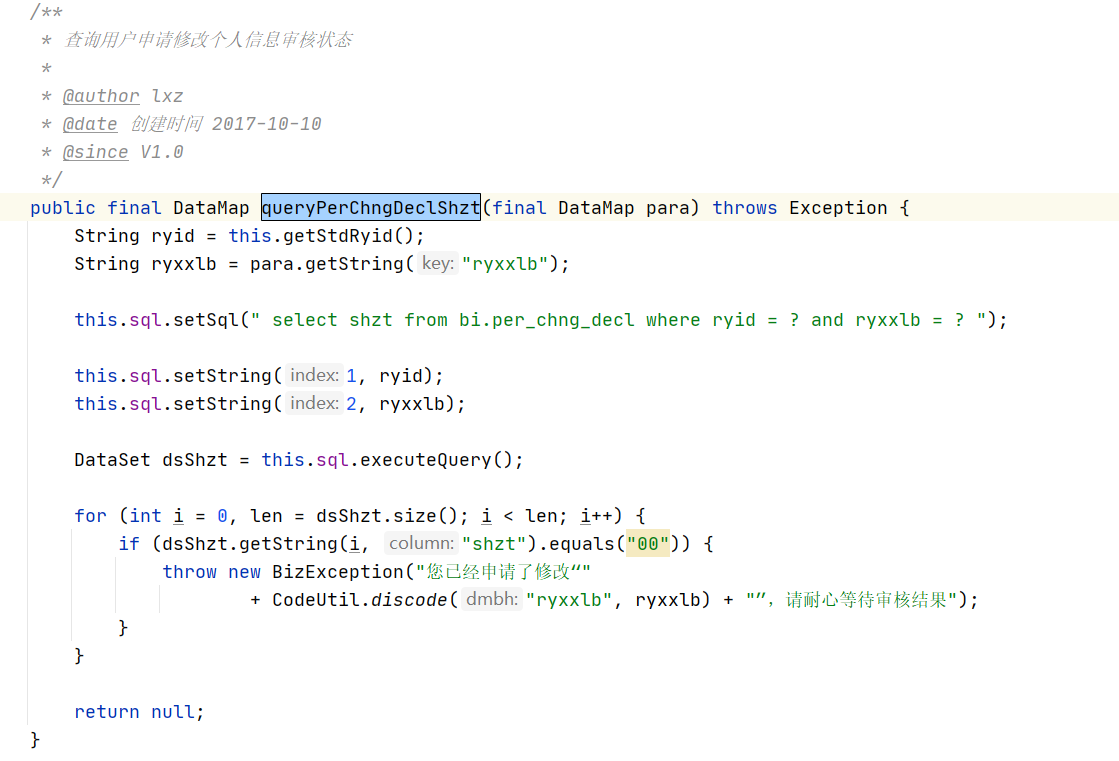 /**
 * 查询用户申请修改个人信息审核状态
 *
 * @author lxz
 * @date 创建时间 2017-10-10
 * @since V1.0
 */
public final DataMap queryPerChngDeclShzt(final DataMap para) throws Exception {
    String ryid = this.getStdRyid();
    String ryxxlb = para.getString( key: "ryxxlb");
    this.sql.setSql(" select shzt from bi.per_chng_decl where ryid = ? and ryxxlb = ? ");
    this.sql.setString( index: 1, ryid);
    this.sql.setString( index: 2, ryxxlb);
    DataSet dsShzt = this.sql.executeQuery();
    for (int i = 0, len = dsShzt.size(); i < len; i++) {
        if (dsShzt.getString(i, column: "shzt").equals("00")) {
            throw new BizException("您已经申请了修改“"
                    + CodeUtil.discode( dmbh: "ryxxlb", ryxxlb) + "”，请耐心等待审核结果");
        }
    }
    return null;
}